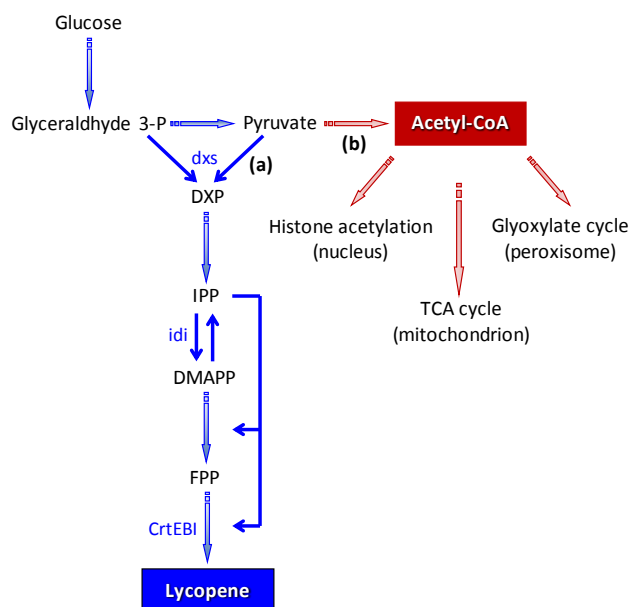 Glucose
Glyceraldhyde 3-P
Pyruvate
Acetyl-CoA
dxs
(a)
(b)
DXP
Histone acetylation
(nucleus)
Glyoxylate cycle
(peroxisome)
IPP
TCA cycle
(mitochondrion)
idi
DMAPP
FPP
CrtEBI
Lycopene